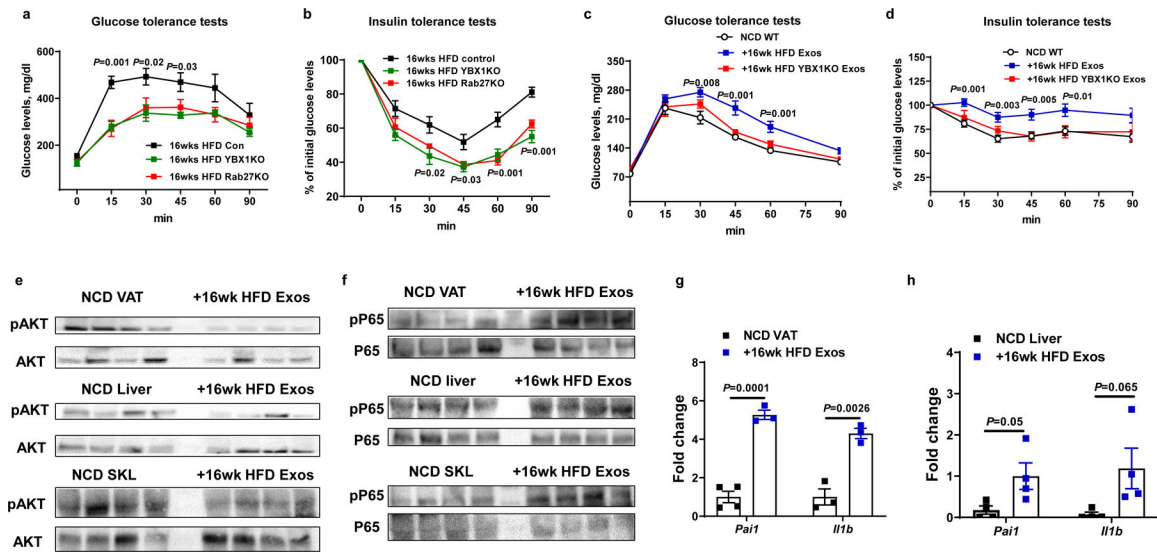 a
Glucose tolerance tests
Glucose levels, mg/dl
600
400
200
0
P=0.001
P=0.02
P=0.03
16wks HFD Con
16wks HFD YBX1KO
16wks HFD Rab27KO
0 15 30 45 60 90
min
b
Insulin tolerance tests
% of initial glucose levels
100
80
60
40
20
16wks HFD control
16wks HFD YBX1KO
16wks HFD Rab27KO
P=0.02
P=0.03
P=0.001
P=0.001
0 15 30 45 60 90
min
c
Glucose tolerance tests
NCD WT
+16wk HFD Exos
+16wk HFD YBX1KO Exos
Glucose levels, mg/dl
350
280
210
140
70
P=0.008
P=0.001
P=0.001
0 15 30 45 60 75 90
min
d
Insulin tolerance tests
NCD WT
+16wk HFD Exos
+16wk HFD YBX1KO Exos
% of initial glucose levels
150
125
100
75
50
25
0
P=0.01
P=0.003
P=0.005
P=0.01
0 15 30 45 60 75 90
min
e
NCD VAT +16wk HFD Exos
pAKT
AKT
NCD Liver +16wk HFD Exos
pAKT
AKT
NCD SKL +16wk HFD Exos
pAKT
AKT
f
NCD VAT +16wk HFD Exos
pP65
P65
NCD liver +16wk HFD Exos
pP65
P65
NCD SKL +16wk HFD Exos
pP65
P65
g
NCD VAT
+16wk HFD Exos
Fold change
8
6
4
2
0
P=0.0001
P=0.0026
Pai1 Il1b
h
NCD Liver
+16wk HFD Exos
Fold change
4
3
2
1
0
P=0.05
P=0.065
Pai1 Il1b